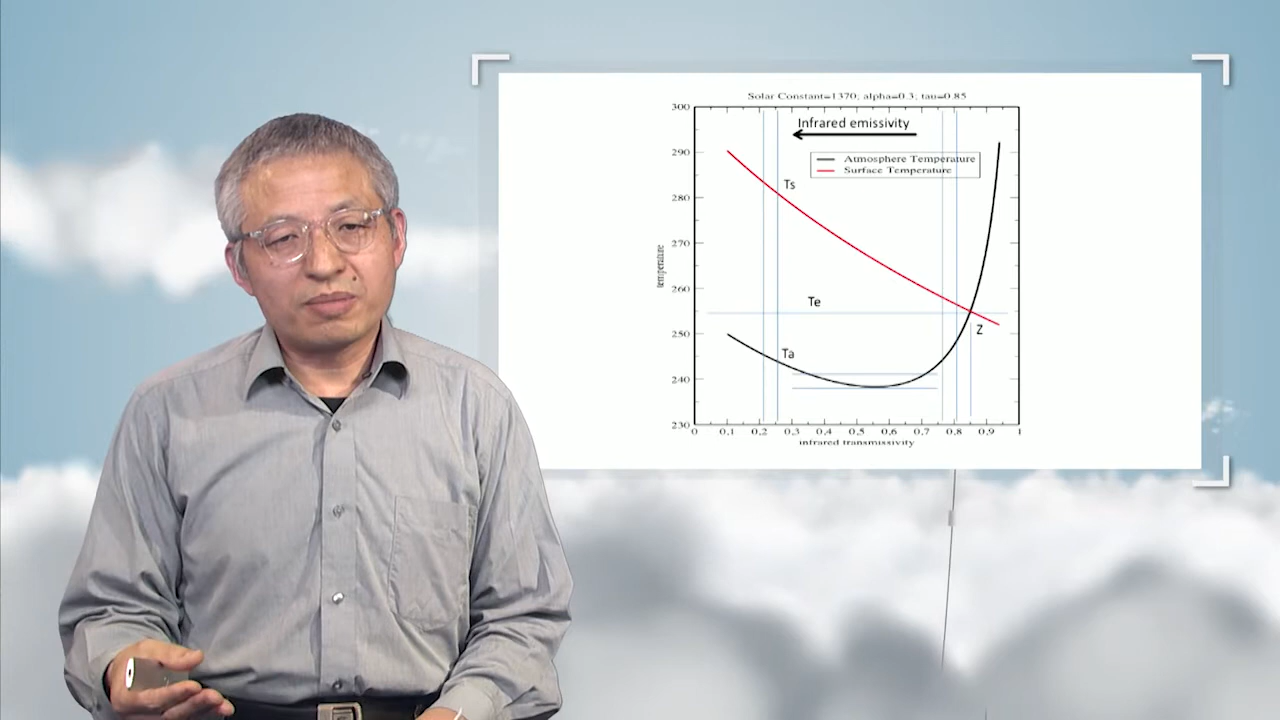 Solar Constant=1370; alpha=0.3; tau=0.85
300
Infrared emissivity
290
Atmosphere Temperature
Surface Temperature
280
Ts
270
temperature
260
Te
250
Z
Ta
240
230
0 0,1 0,2 0,3 0,4 0,5 0,6 0,7 0,8 0,9 1
infrared transmissivity